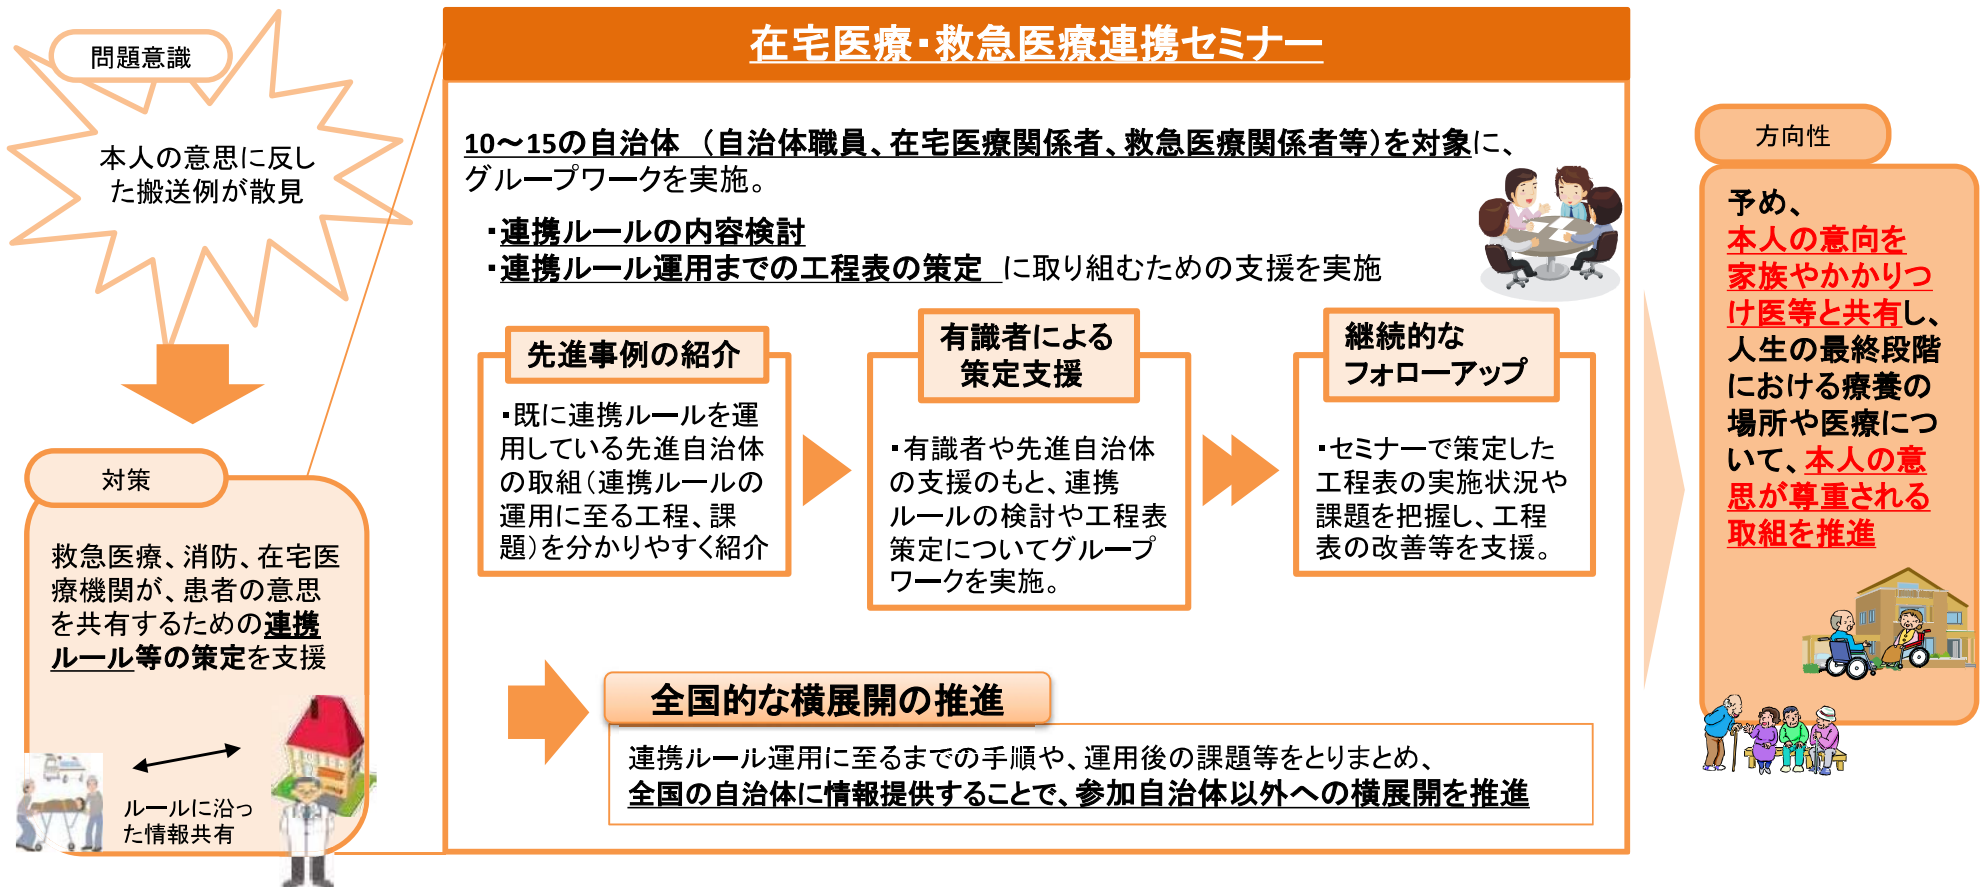 問題意識
本人の意思に反し
た搬送例が散見
対策
救急医療、消防、在宅医
療機関が、患者の意思
を共有するための連携
ルール等の策定を支援
ルールに沿っ
た情報共有
在宅医療・救急医療連携セミナー
10～15の自治体 （自治体職員、在宅医療関係者、救急医療関係者等）を対象に、
グループワークを実施。
・連携ルールの内容検討
・連携ルール運用までの工程表の策定 に取り組むための支援を実施
先進事例の紹介
・既に連携ルールを運
用している先進自治体
の取組（連携ルールの
運用に至る工程、課
題）を分かりやすく紹介
有識者による
策定支援
・有識者や先進自治体
の支援のもと、連携
ルールの検討や工程表
策定についてグループ
ワークを実施。
継続的な
フォローアップ
・セミナーで策定した
工程表の実施状況や
課題を把握し、工程
表の改善等を支援。
全国的な横展開の推進
連携ルール運用に至るまでの手順や、運用後の課題等をとりまとめ、
全国の自治体に情報提供することで、参加自治体以外への横展開を推進
方向性
予め、
本人の意向を
家族やかかりつ
け医等と共有し、
人生の最終段階
における療養の
場所や医療につ
いて、本人の意
思が尊重される
取組を推進